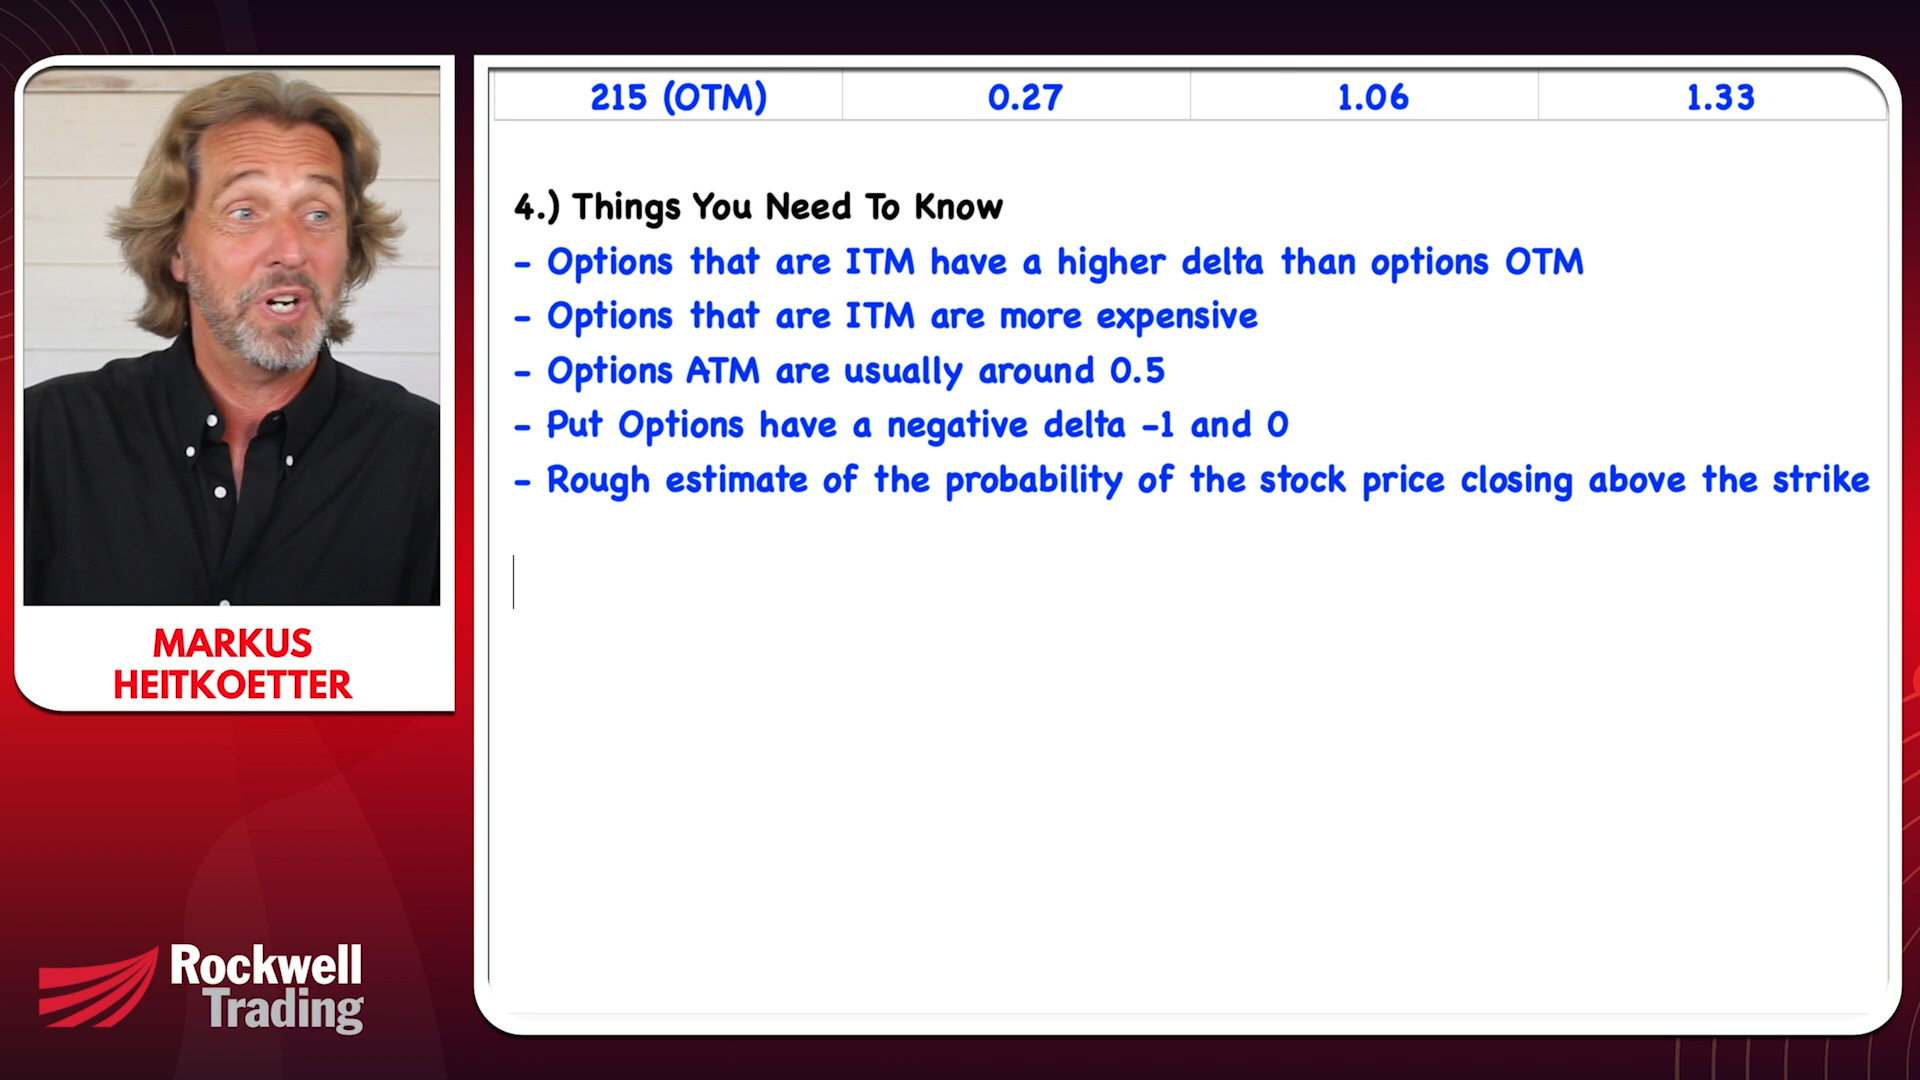 215 (OTM) 0.27 1.06 1.33
4.) Things You Need To Know
- Options that are ITM have a higher delta than options OTM
- Options that are ITM are more expensive
- Options ATM are usually around 0.5
- Put Options have a negative delta -1 and 0
- Rough estimate of the probability of the stock price closing above the strike
MARKUS
HEITKOETTER
Rockwell
Trading